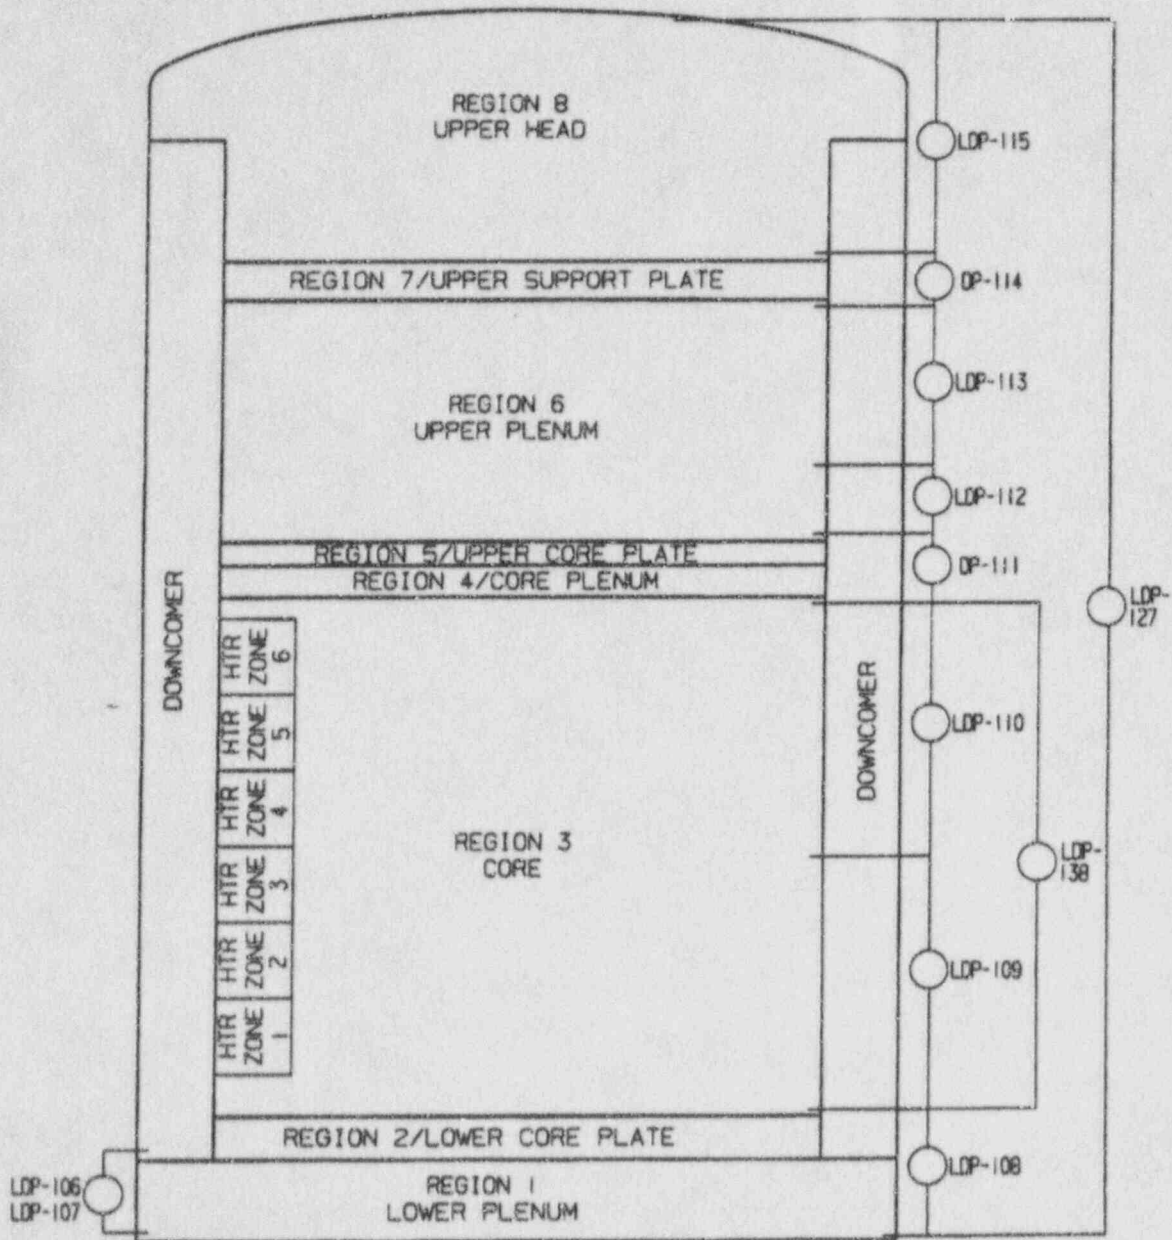 REGION 8
UPPER HEAD
LDP-115
REGION 7/UPPER SUPPORT PLATE
DP-114
LDP-113
REGION 6
UPPER PLENUM
LDP-112
REGION 5/UPPER CORE PLATE
DP-111
REGION 4/CORE PLENUM
LDP-
127
DOWNCOMER
HTR
ZONE
6
HTR
ZONE
5
HTR
ZONE
4
HTR
ZONE
3
HTR
ZONE
2
HTR
ZONE
1
DOWNCOMER
LDP-110
REGION 3
CORE
LDP-
138
LDP-109
REGION 2/LOWER CORE PLATE
LDP-108
LDP-106
LDP-107
REGION 1
LOWER PLENUM